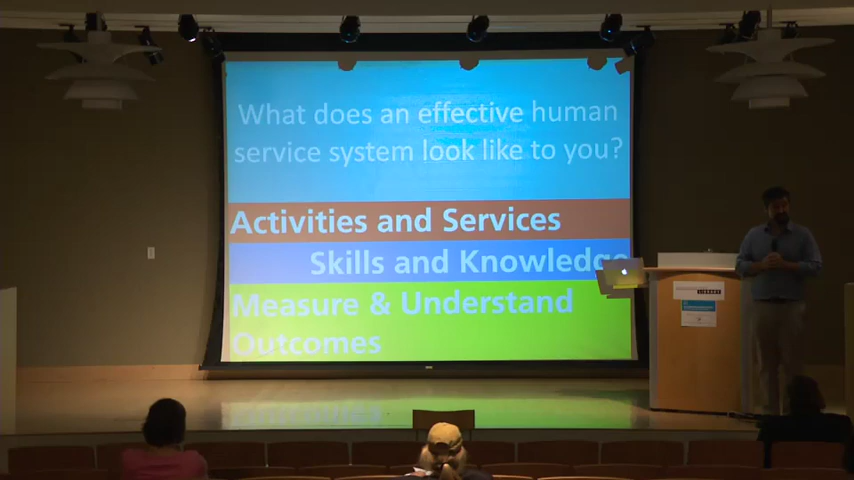 What does an effective human
service system look like to you?
Activities and Services
Skills and Knowledge
Measure & Understand
Outcomes
LIBRARY